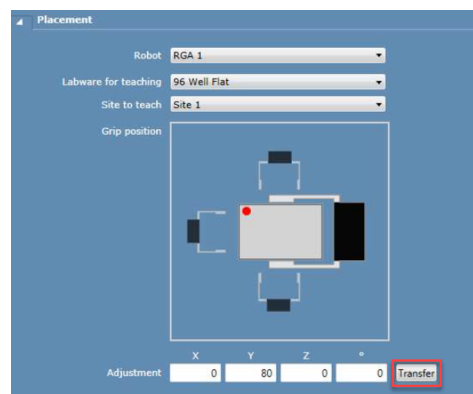 Placement
Robot RGA 1
Labware for teaching 96 Well Flat
Site to teach Site 1
Grip position
X Y Z °
Adjustment 0 80 0 0 Transfer